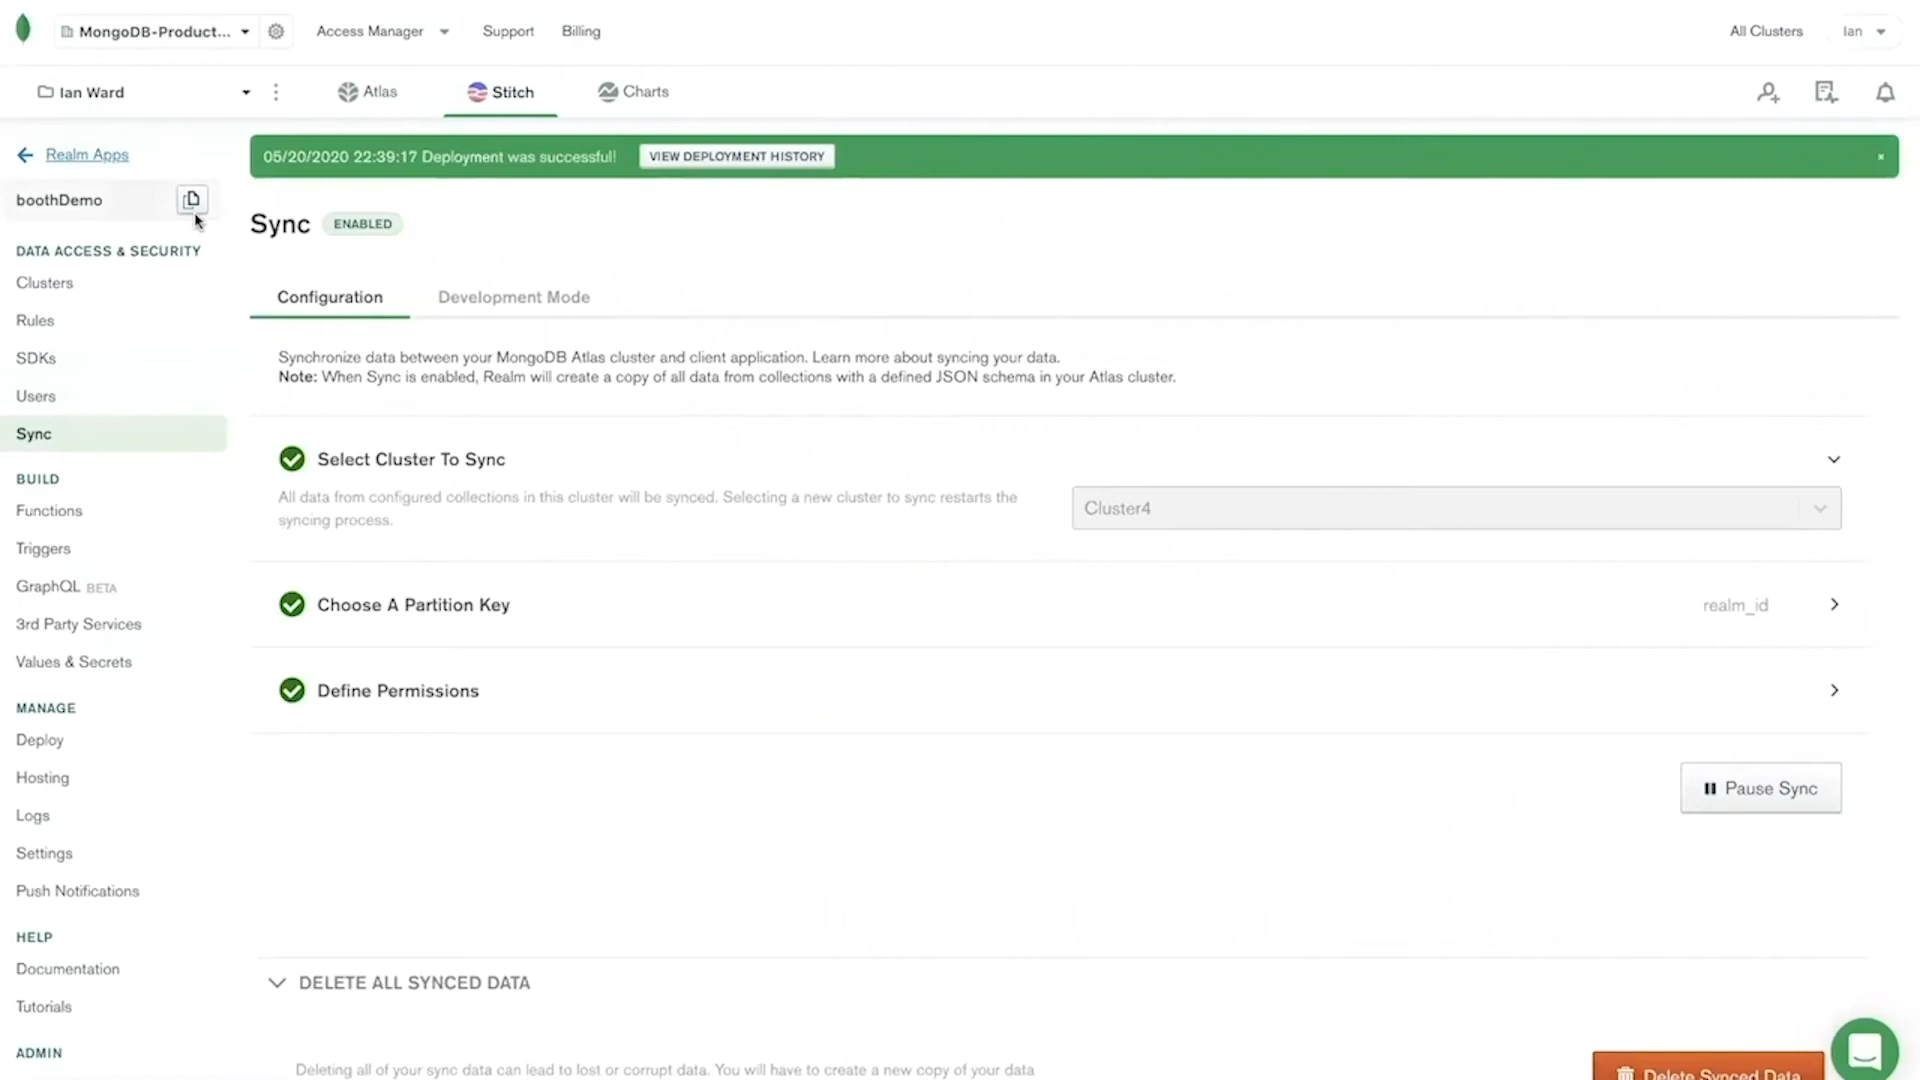 MongoDB-Product...
Access Manager
Support
Billing
All Clusters
Ian
Ian Ward
Atlas
Stitch
Charts
Realm Apps
05/20/2020 22:39:17 Deployment was successful!
VIEW DEPLOYMENT HISTORY
×
boothDemo
Sync
ENABLED
DATA ACCESS & SECURITY
Clusters
Rules
SDKs
Users
Sync
BUILD
Functions
Triggers
GraphQL BETA
3rd Party Services
Values & Secrets
MANAGE
Deploy
Hosting
Logs
Settings
Push Notifications
HELP
Documentation
Tutorials
ADMIN
Configuration
Development Mode
Synchronize data between your MongoDB Atlas cluster and client application. Learn more about syncing your data.
Note: When Sync is enabled, Realm will create a copy of all data from collections with a defined JSON schema in your Atlas cluster.
Select Cluster To Sync
All data from configured collections in this cluster will be synced. Selecting a new cluster to sync restarts the
syncing process.
Cluster4
Choose A Partition Key
realm_id
Define Permissions
Pause Sync
DELETE ALL SYNCED DATA
Deleting all of your sync data can lead to lost or corrupt data. You will have to create a new copy of your data
Delete Synced Data